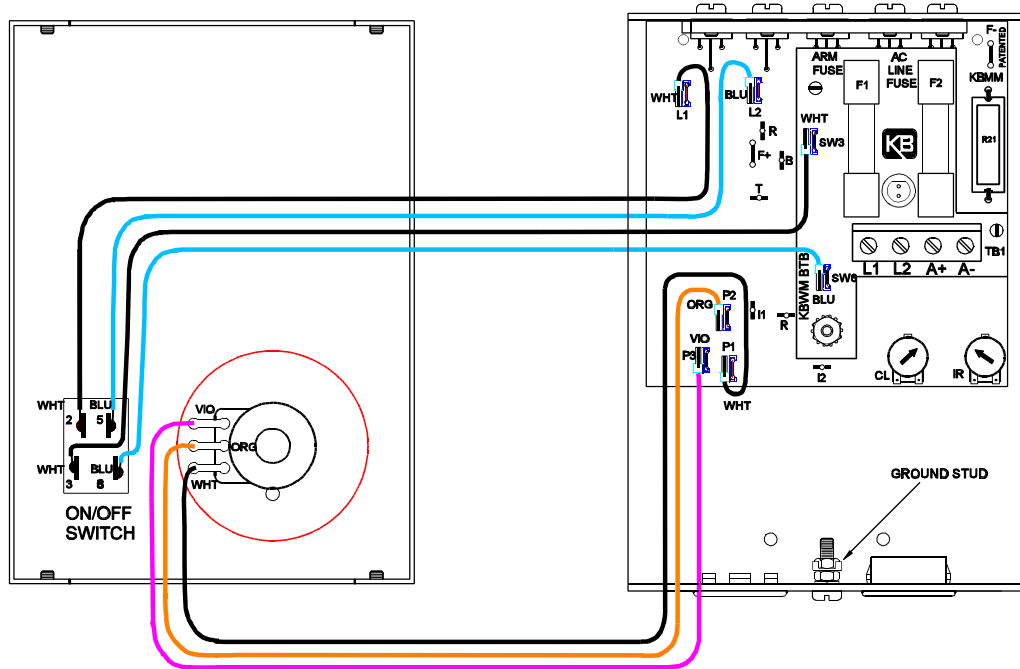 WHT
BLU
2
5
WHT
BLU
3
6
ON/OFF
SWITCH
VIO
ORG
WHT
WHT
L1
BLU
L2
R
F+
B
T
ARM
FUSE
AC
LINE
FUSE
F1
F2
F-
PATENTED
KBMM
R21
WHT
SW3
KB
L1 L2 A+ A-
TB1
KBWM BTB
SW6
BLU
ORG
P2
I1
R
VIO
P3
P1
WHT
I2
CL
IR
GROUND STUD